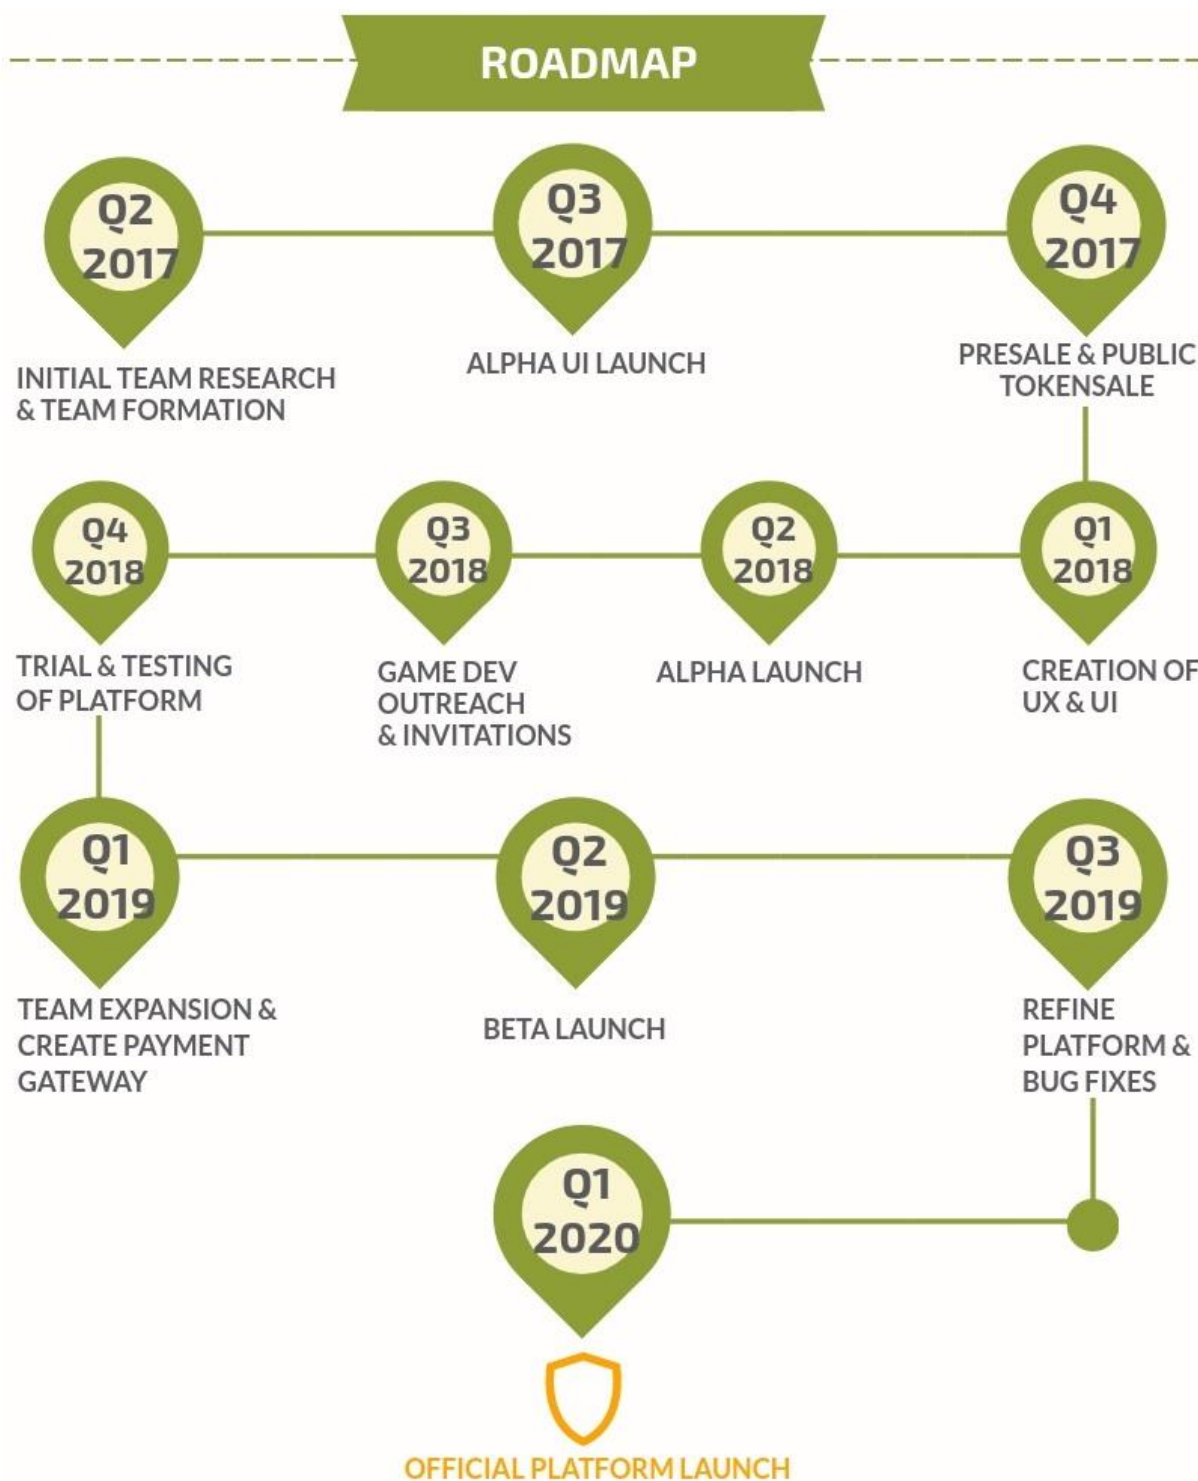 ROADMAP
Q2
2017
INITIAL TEAM RESEARCH
& TEAM FORMATION
Q3
2017
ALPHA UI LAUNCH
Q4
2017
PRESALE & PUBLIC
TOKENSALE
Q1
2018
CREATION OF
UX & UI
Q2
2018
ALPHA LAUNCH
Q3
2018
GAME DEV
OUTREACH
& INVITATIONS
Q4
2018
TRIAL & TESTING
OF PLATFORM
Q1
2019
TEAM EXPANSION &
CREATE PAYMENT
GATEWAY
Q2
2019
BETA LAUNCH
Q3
2019
REFINE
PLATFORM &
BUG FIXES
Q1
2020
OFFICIAL PLATFORM LAUNCH